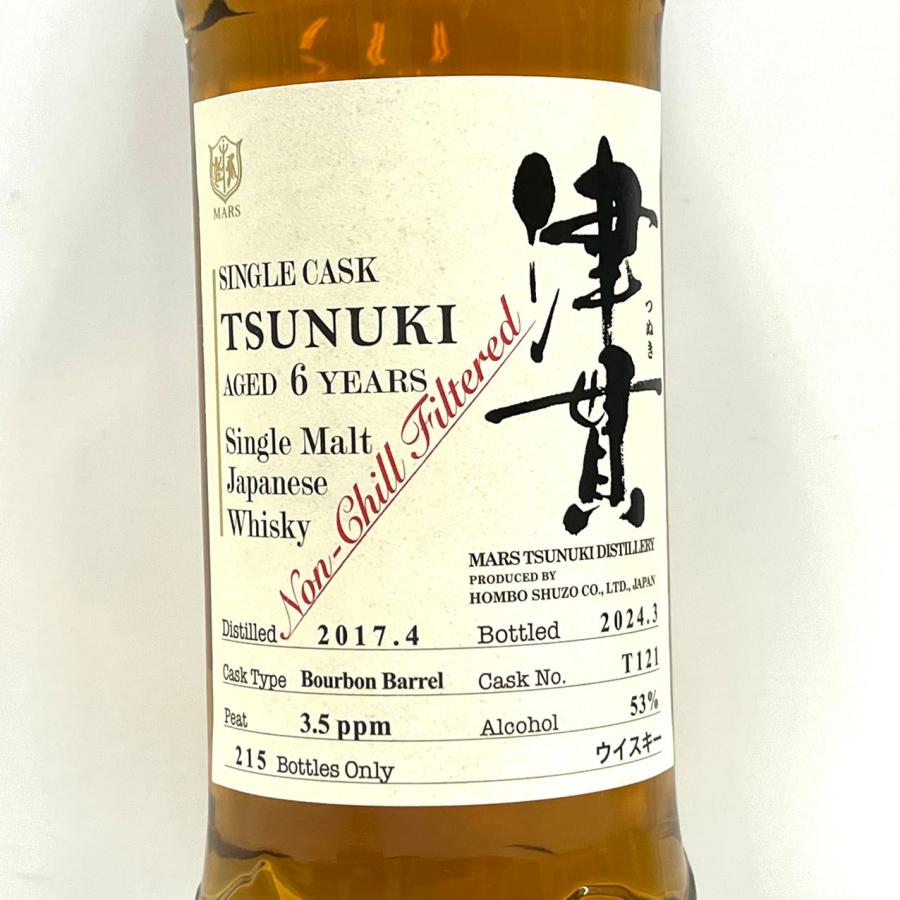 MARS
SINGLE CASK
TSUNUKI
AGED 6 YEARS
Single Malt
Japanese
Whisky
Non-Chill Filtered
津貫
つぬき
MARS TSUNUKI DISTILLERY
PRODUCED BY
HOMBO SHUZO CO., LTD., JAPAN
Distilled 2017.4 Bottled 2024.3
Cask Type Bourbon Barrel Cask No. T121
Peat 3.5 ppm Alcohol 53%
215 Bottles Only ウイスキー